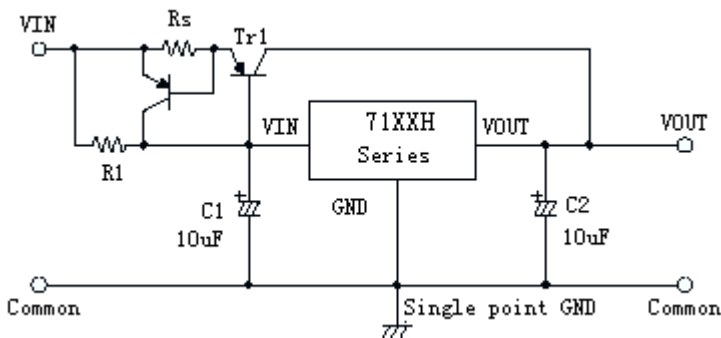 VIN
Rs
Tr1
R1
VIN
71XXH
Series
VOUT
VOUT
C1
10uF
GND
C2
10uF
Common
Single point GND
Common